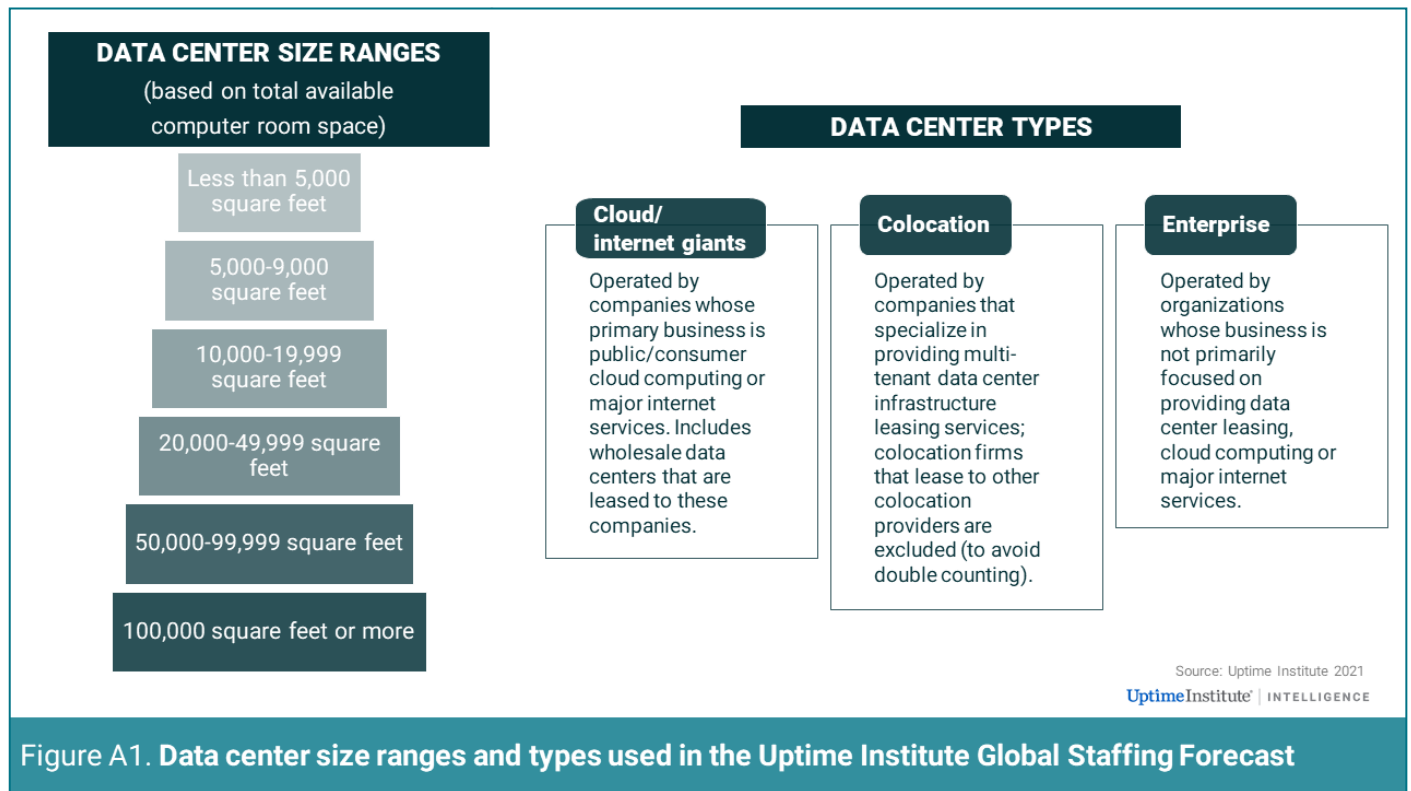 DATA CENTER SIZE RANGES
(based on total available
computer room space)
Less than 5,000
square feet
5,000-9,000
square feet
10,000-19,999
square feet
20,000-49,999 square
feet
50,000-99,999 square feet
100,000 square feet or more
DATA CENTER TYPES
Cloud/
internet giants
Operated by
companies whose
primary business is
public/consumer
cloud computing or
major internet
services. Includes
wholesale data
centers that are
leased to these
companies.
Colocation
Operated by
companies that
specialize in
providing multi-
tenant data center
infrastructure
leasing services;
colocation firms
that lease to other
colocation
providers are
excluded (to avoid
double counting).
Enterprise
Operated by
organizations
whose business is
not primarily
focused on
providing data
center leasing,
cloud computing or
major internet
services.
Source: Uptime Institute 2021
UptimeInstitute® | INTELLIGENCE
Figure A1. Data center size ranges and types used in the Uptime Institute Global Staffing Forecast